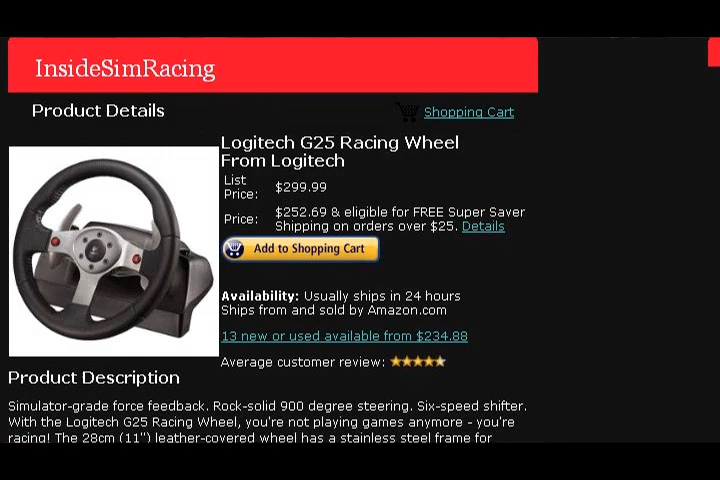 InsideSimRacing
Product Details
Shopping Cart
Logitech G25 Racing Wheel
From Logitech
List
Price:
$299.99
Price:
$252.69 & eligible for FREE Super Saver
Shipping on orders over $25. Details
Add to Shopping Cart
Availability: Usually ships in 24 hours
Ships from and sold by Amazon.com
13 new or used available from $234.88
Average customer review:
Product Description
Simulator-grade force feedback. Rock-solid 900 degree steering. Six-speed shifter.
With the Logitech G25 Racing Wheel, you're not playing games anymore - you're
racing! The 28cm (11") leather-covered wheel has a stainless steel frame for